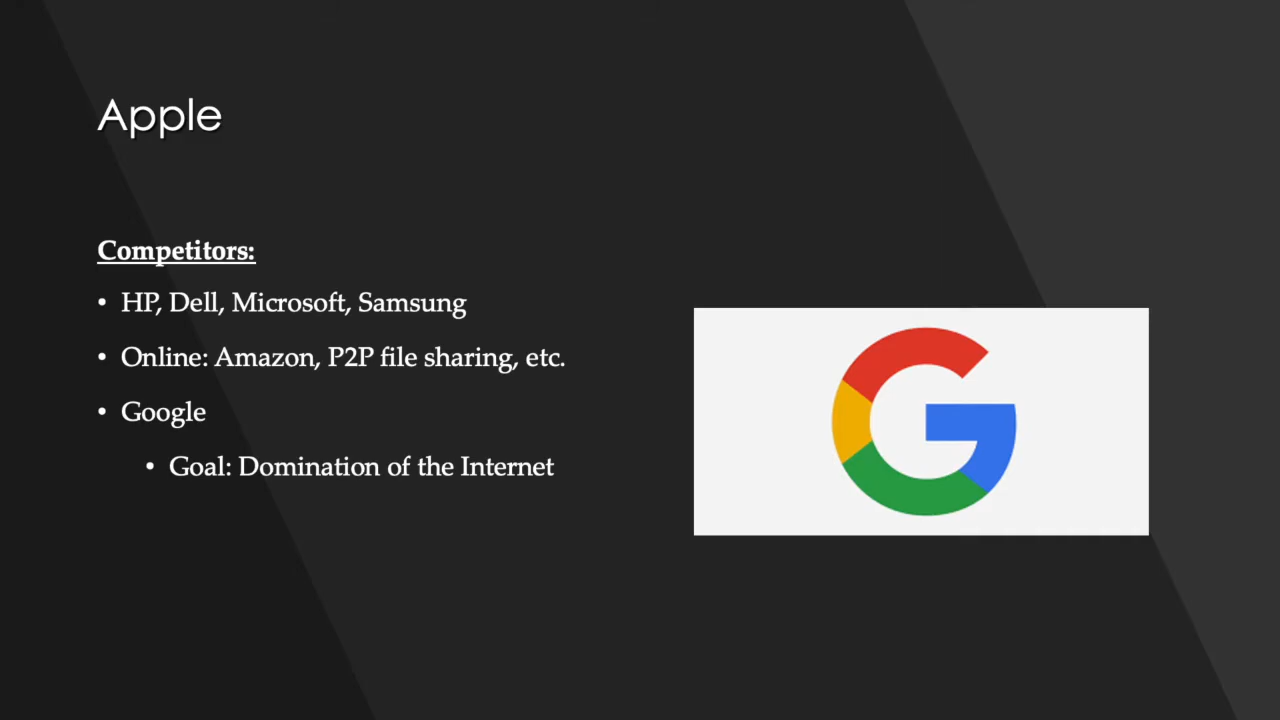 Apple
Competitors:
• HP, Dell, Microsoft, Samsung
• Online: Amazon, P2P file sharing, etc.
• Google
• Goal: Domination of the Internet